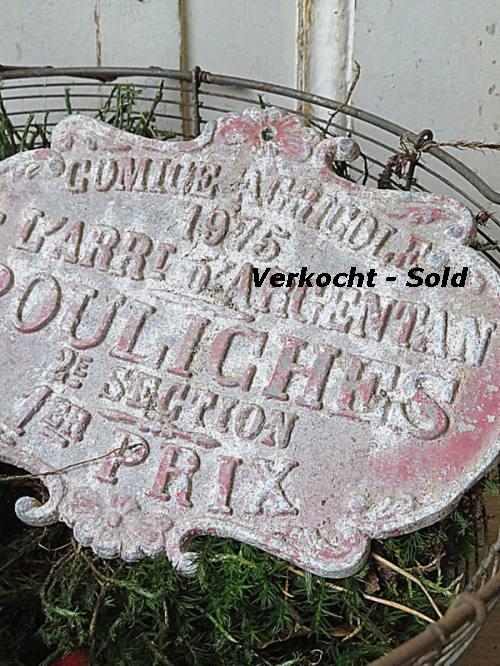 COMICE AGRICOLE
1975
L'ARRT D'ARGENTAN
POULICHES
2E SECTION
1ER PRIX
Verkocht - Sold